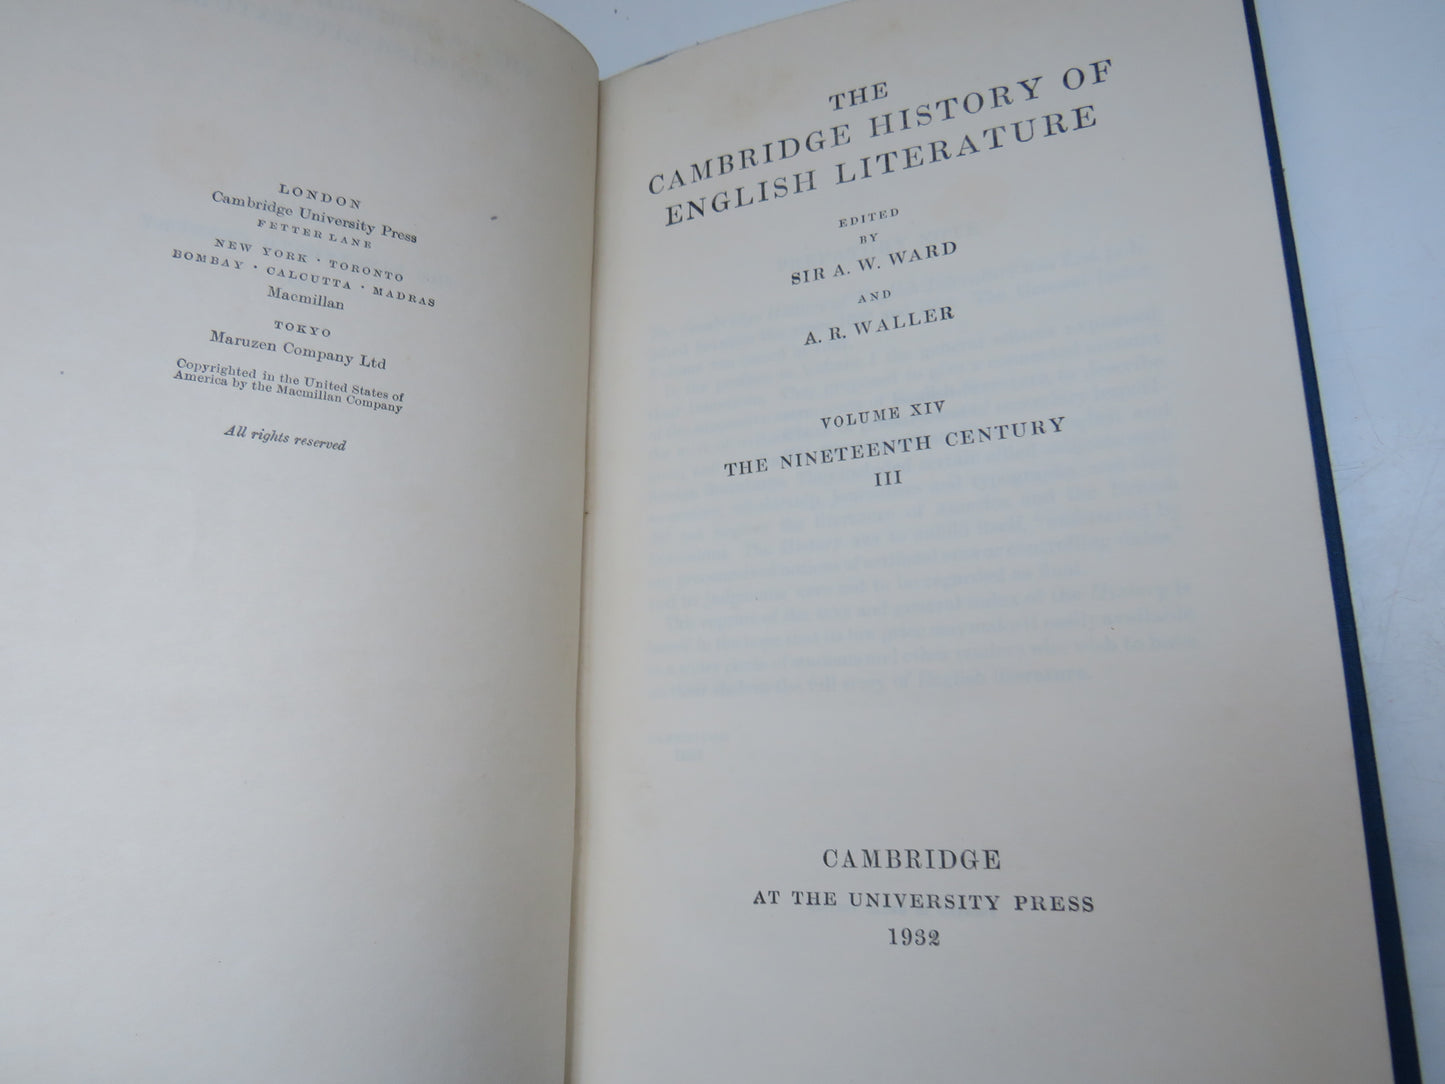 LONDON
Cambridge University Press
FETTER LANE
NEW YORK · TORONTO
BOMBAY · CALCUTTA · MADRAS
Macmillan
TOKYO
Maruzen Company Ltd
Copyrighted in the United States of
America by the Macmillan Company
All rights reserved
THE
CAMBRIDGE HISTORY OF
ENGLISH LITERATURE
EDITED
BY
SIR A. W. WARD
AND
A. R. WALLER
VOLUME XIV
THE NINETEENTH CENTURY
III
CAMBRIDGE
AT THE UNIVERSITY PRESS
1932